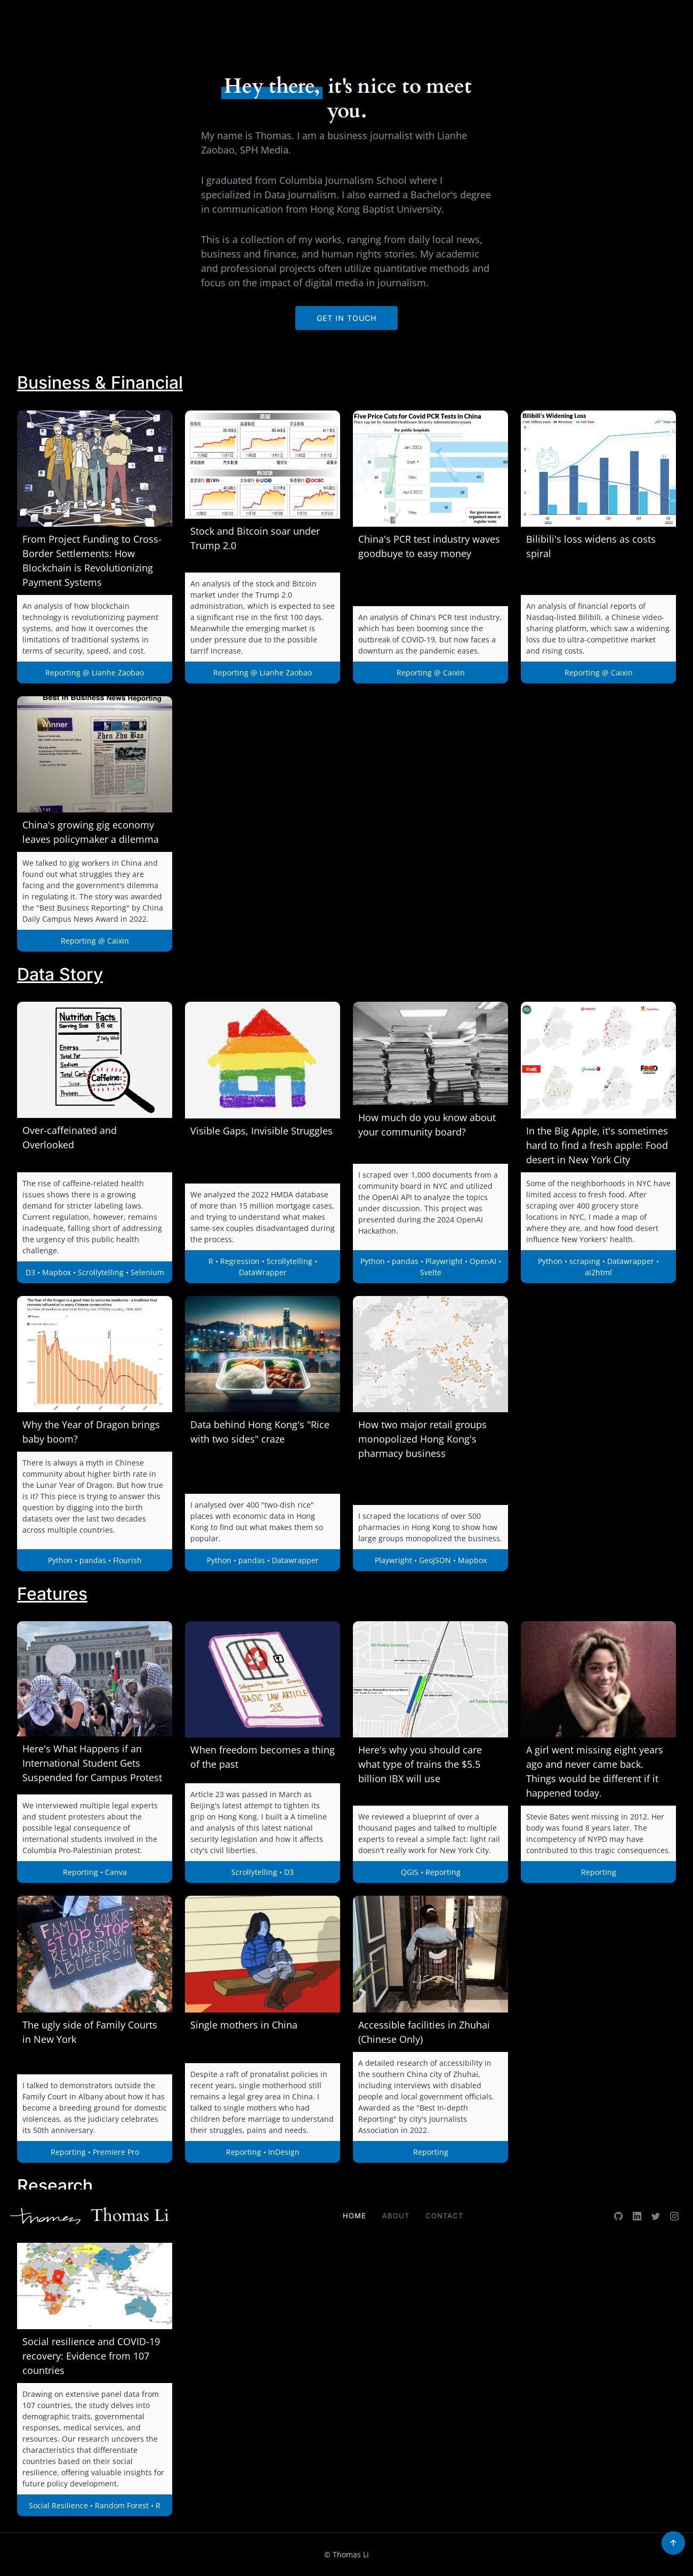 Hey there, it's nice to meet
you.
My name is Thomas. I am a business journalist with Lianhe
Zaobao, SPH Media.
I graduated from Columbia Journalism School where I
specialized in Data Journalism. I also earned a Bachelor's degree
in communication from Hong Kong Baptist University.
This is a collection of my works, ranging from daily local news,
business and finance, and human rights stories. My academic
and professional projects often utilize quantitative methods and
focus on the impact of digital media in journalism.
GET IN TOUCH
Business & Financial
From Project Funding to Cross-
Border Settlements: How
Blockchain is Revolutionizing
Payment Systems
An analysis of how blockchain
technology is revolutionizing payment
systems, and how it overcomes the
limitations of traditional systems in
terms of security, speed, and cost.
Reporting @ Lianhe Zaobao
Stock and Bitcoin soar under
Trump 2.0
An analysis of the stock and Bitcoin
market under the Trump 2.0
administration, which is expected to see
a significant rise in the first 100 days.
Meanwhile the emerging market is
under pressure due to the possible
tarrif increase.
Reporting @ Lianhe Zaobao
Five Price Cuts for Covid PCR Tests in China
Price cap set by National Healthcare Security Administration (yuan)
For public hospitals
For government-
organized mass or
regular tests
China's PCR test industry waves
goodbuye to easy money
An analysis of China's PCR test industry,
which has been booming since the
outbreak of COVID-19, but now faces a
downturn as the pandemic eases.
Reporting @ Caixin
Bilibili's Widening Loss
Bilibili's loss widens as costs
spiral
An analysis of financial reports of
Nasdaq-listed Bilibili, a Chinese video-
sharing platform, which saw a widening
loss due to ultra-competitive market
and rising costs.
Reporting @ Caixin
Best in Business News Reporting
Winner
Zhen Zhu Bao
China's growing gig economy
leaves policymaker a dilemma
We talked to gig workers in China and
found out what struggles they are
facing and the government's dilemma
in regulating it. The story was awarded
the "Best Business Reporting" by China
Daily Campus News Award in 2022.
Reporting @ Caixin
Data Story
Nutrition Facts
Serving Size 8 fl oz
% Daily Value
Energy
Total Fat
Sodium
Total Carb
Sugar
Protein
Caffeine:
Over-caffeinated and
Overlooked
The rise of caffeine-related health
issues shows there is a growing
demand for stricter labeling laws.
Current regulation, however, remains
inadequate, falling short of addressing
the urgency of this public health
challenge.
D3 • Mapbox • Scrollytelling • Selenium
Visible Gaps, Invisible Struggles
We analyzed the 2022 HMDA database
of more than 15 million mortgage cases,
and trying to understand what makes
same-sex couples disadvantaged during
the process.
R • Regression • Scrollytelling •
DataWrapper
How much do you know about
your community board?
I scraped over 1,000 documents from a
community board in NYC and utilized
the OpenAI API to analyze the topics
under discussion. This project was
presented during the 2024 OpenAI
Hackathon.
Python • pandas • Playwright • OpenAI •
Svelte
In the Big Apple, it's sometimes
hard to find a fresh apple: Food
desert in New York City
Some of the neighborhoods in NYC have
limited access to fresh food. After
scraping over 400 grocery store
locations in NYC, I made a map of
where they are, and how food desert
influence New Yorkers' health.
Python • scraping • Datawrapper •
ai2html
Why the Year of Dragon brings
baby boom?
There is always a myth in Chinese
community about higher birth rate in
the Lunar Year of Dragon. But how true
is it? This piece is trying to answer this
question by digging into the birth
datasets over the last two decades
across multiple countries.
Python • pandas • Flourish
Data behind Hong Kong's "Rice
with two sides" craze
I analysed over 400 "two-dish rice"
places with economic data in Hong
Kong to find out what makes them so
popular.
Python • pandas • Datawrapper
How two major retail groups
monopolized Hong Kong's
pharmacy business
I scraped the locations of over 500
pharmacies in Hong Kong to show how
large groups monopolized the business.
Playwright • GeoJSON • Mapbox
Features
Here's What Happens if an
International Student Gets
Suspended for Campus Protest
We interviewed multiple legal experts
and student protesters about the
possible legal consequence of
international students involved in the
Columbia Pro-Palestinian protest.
Reporting • Canva
Safeguarding National Security
BASIC LAW ARTICLE
23
When freedom becomes a thing
of the past
Article 23 was passed in March as
Beijing's latest attempt to tighten its
grip on Hong Kong. I built a A timeline
and analysis of this latest national
security legislation and how it affects
city's civil liberties.
Scrollytelling • D3
All Faiths Cemetery
All Faiths Cemetery
Here's why you should care
what type of trains the $5.5
billion IBX will use
We reviewed a blueprint of over a
thousand pages and talked to multiple
experts to reveal a simple fact: light rail
doesn't really work for New York City.
QGIS • Reporting
A girl went missing eight years
ago and never came back.
Things would be different if it
happened today.
Stevie Bates went missing in 2012. Her
body was found 8 years later. The
incompetency of NYPD may have
contributed to this tragic consequences.
Reporting
FAMILY COURT
STOP STOP
REWARDING
ABUSERS!!!
The ugly side of Family Courts
in New York
I talked to demonstrators outside the
Family Court in Albany about how it has
become a breeding ground for domestic
violenceas, as the judiciary celebrates
its 50th anniversary.
Reporting • Premiere Pro
Single mothers in China
Despite a raft of pronatalist policies in
recent years, single motherhood still
remains a legal grey area in China. I
talked to single mothers who had
children before marriage to understand
their struggles, pains and needs.
Reporting • InDesign
Accessible facilities in Zhuhai
(Chinese Only)
A detailed research of accessibility in
the southern China city of Zhuhai,
including interviews with disabled
people and local government officials.
Awarded as the "Best In-depth
Reporting" by city's Journalists
Association in 2022.
Reporting
Research
thomas Thomas Li
HOME ABOUT CONTACT
Social resilience and COVID-19
recovery: Evidence from 107
countries
Drawing on extensive panel data from
107 countries, the study delves into
demographic traits, governmental
responses, medical services, and
resources. Our research uncovers the
characteristics that differentiate
countries based on their social
resilience, offering valuable insights for
future policy development.
Social Resilience • Random Forest • R
© Thomas Li